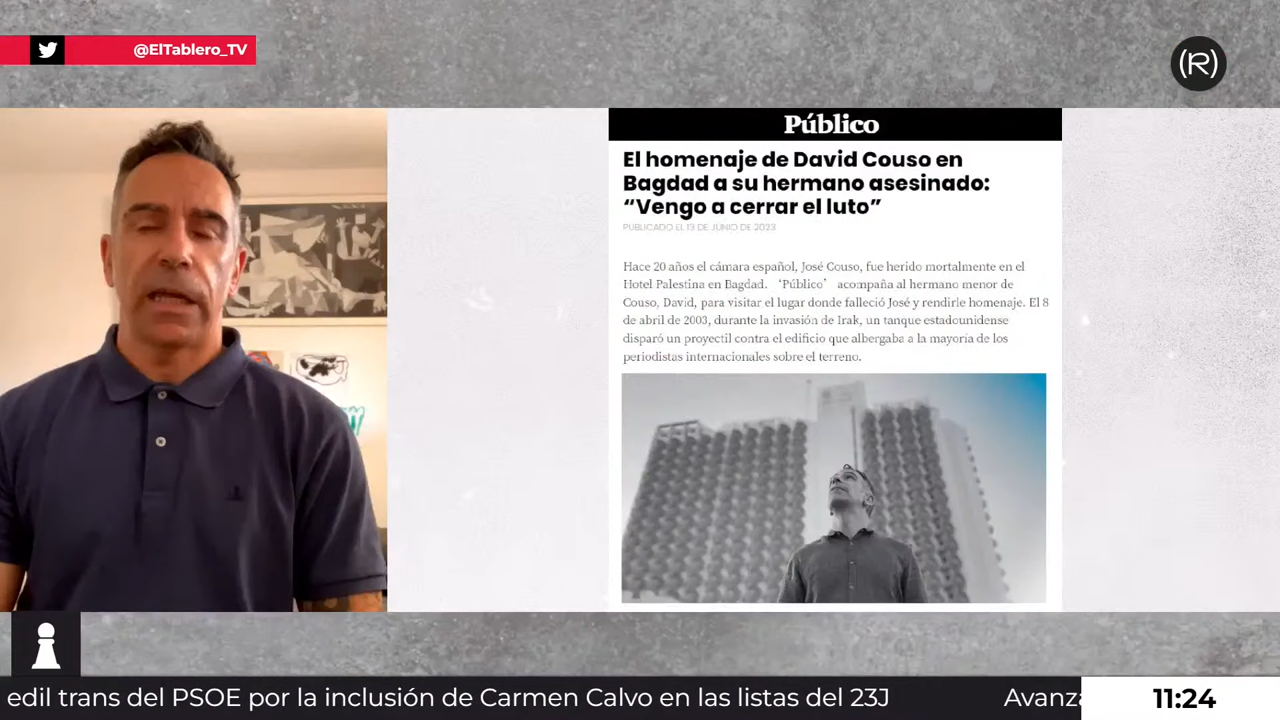 @ElTablero_TV
(R)
Público
El homenaje de David Couso en
Bagdad a su hermano asesinado:
“Vengo a cerrar el luto”
PUBLICADO EL 13 DE JUNIO DE 2023
Hace 20 años el cámara español, José Couso, fue herido mortalmente en el
Hotel Palestina en Bagdad. ‘Público’ acompaña al hermano menor de
Couso, David, para visitar el lugar donde falleció José y rendirle homenaje. El 8
de abril de 2003, durante la invasión de Irak, un tanque estadounidense
disparó un proyectil contra el edificio que albergaba a la mayoría de los
periodistas internacionales sobre el terreno.
edil trans del PSOE por la inclusión de Carmen Calvo en las listas del 23J
Avanza
11:24